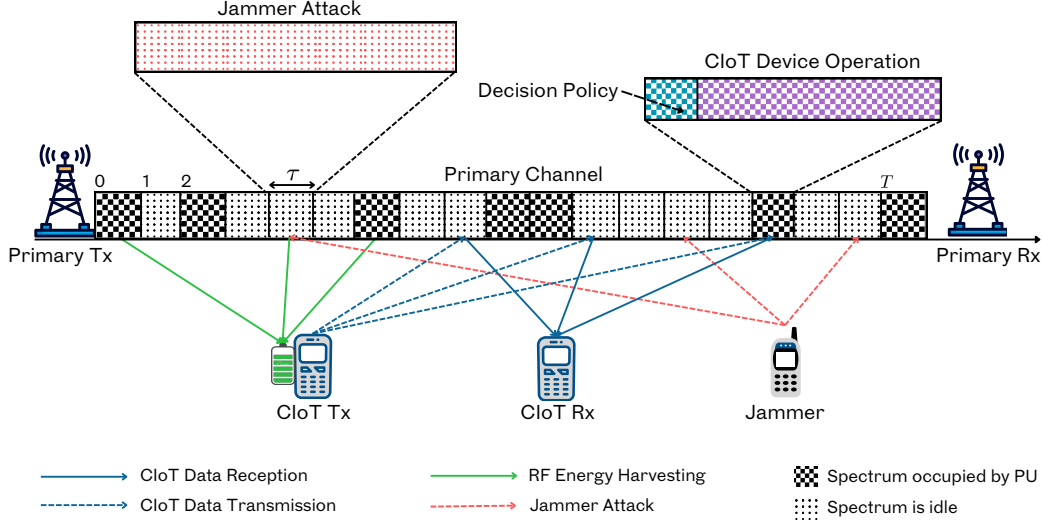 Jammer Attack
CIoT Device Operation
Decision Policy
0
1
2
τ
Primary Channel
T
Primary Tx
Primary Rx
CIoT Tx
CIoT Rx
Jammer
CIoT Data Reception
RF Energy Harvesting
Spectrum occupied by PU
CIoT Data Transmission
Jammer Attack
Spectrum is idle